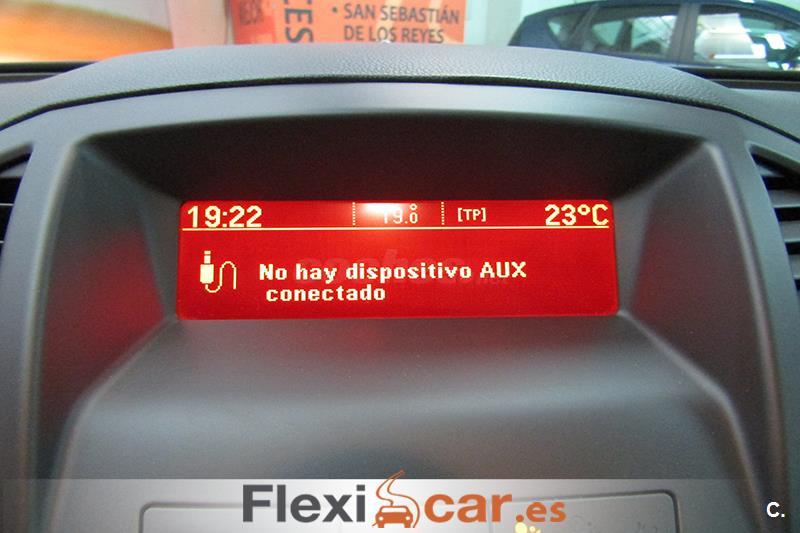 • SAN SEBASTIÁN
DE LOS REYES
19:22 19.0 [TP] 23°C
No hay dispositivo AUX
conectado
Flexicar.es
C.